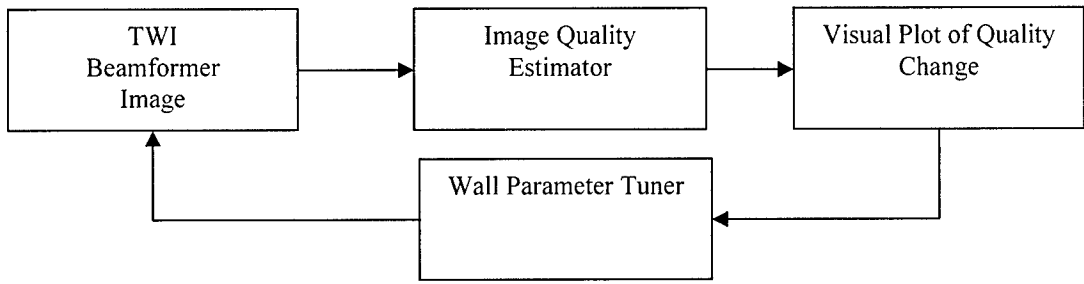 TWI
Beamformer
Image
Image Quality
Estimator
Visual Plot of Quality
Change
Wall Parameter Tuner